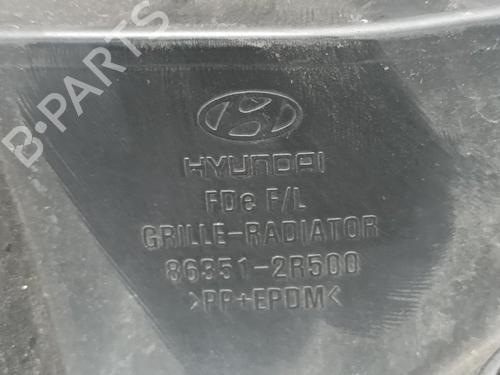 B-PARTS
HYUNDAI
FDe F/L
GRILLE-RADIATOR
86351-2R500
>PP+EPDM<